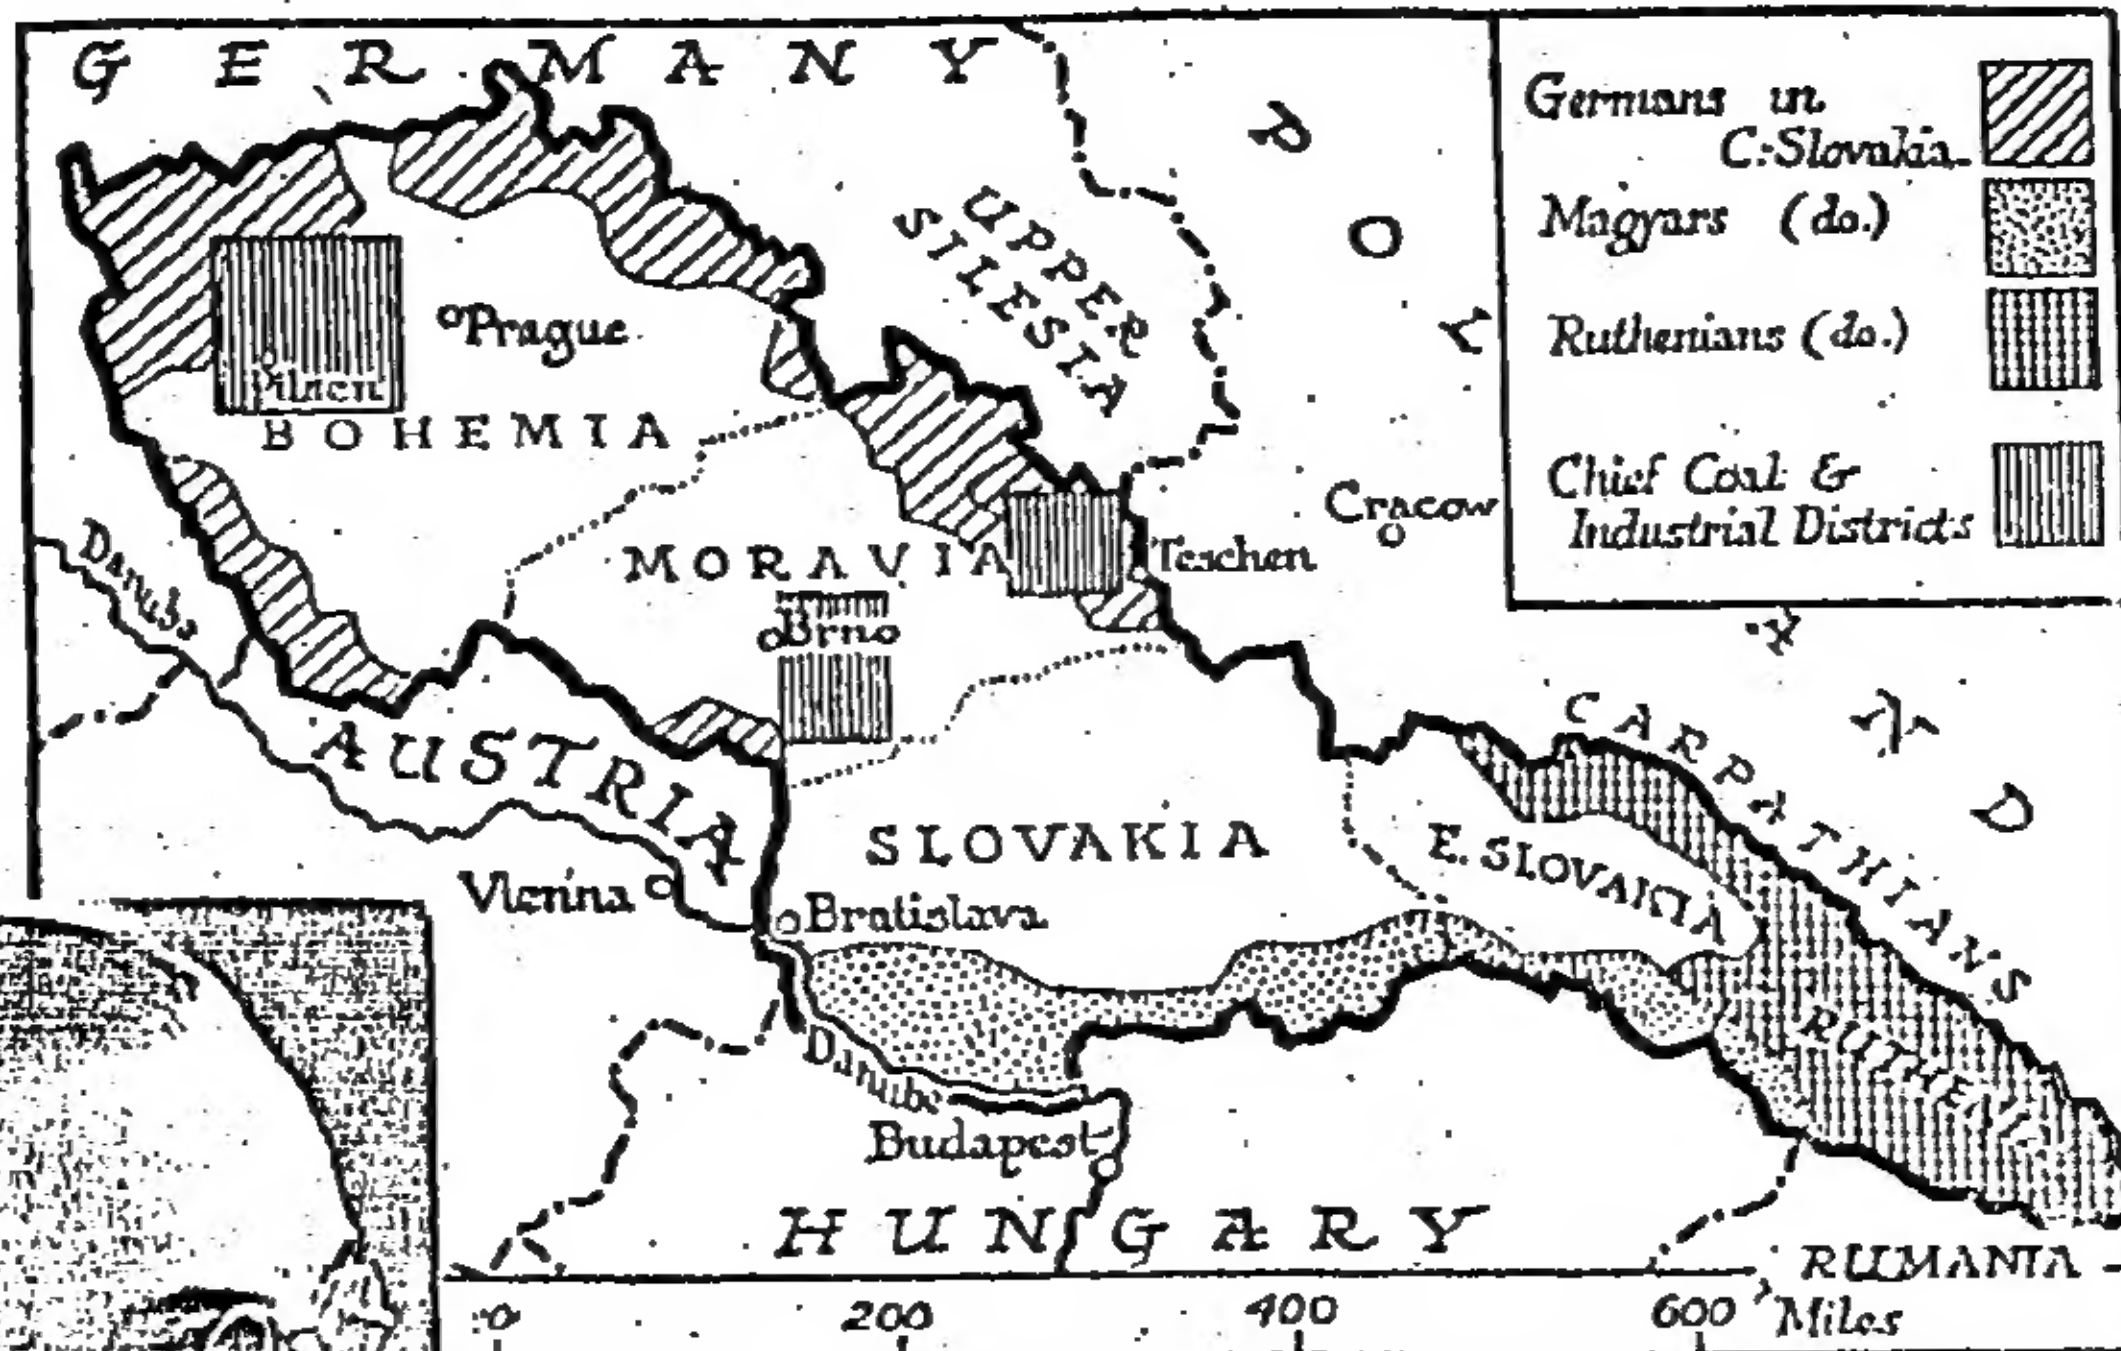 GERMANY
POLAND
UPPER
SILESIA
Germans in
C:Slovakia
Magyars (do.)
Ruthenians (do.)
Chief Coal &
Industrial Districts
Prague
Pilsen
BOHEMIA
Cracow
Danube
MORAVIA
Teschen
Brno
AUSTRIA
CARPATHIANS
SLOVAKIA
E. SLOVAKIA
Vienna
Bratislava
RUTHENIA
Danube
Budapest
HUNGARY
RUMANIA
0 200 400 600 Miles